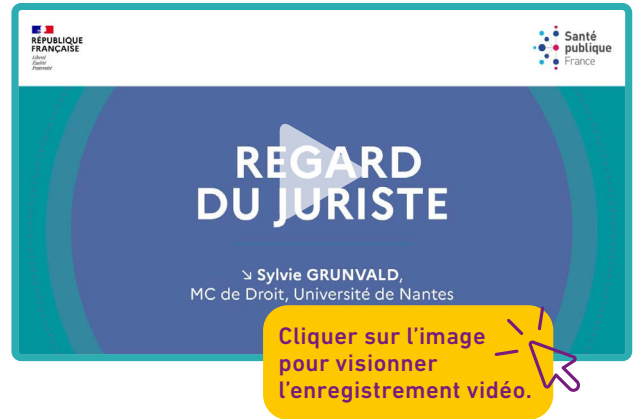 RÉPUBLIQUE
FRANÇAISE
Liberté
Égalité
Fraternité
Santé
publique
France
REGARD
DU JURISTE
↘ Sylvie GRUNVALD,
MC de Droit, Université de Nantes
Cliquer sur l’image
pour visionner
l’enregistrement vidéo.